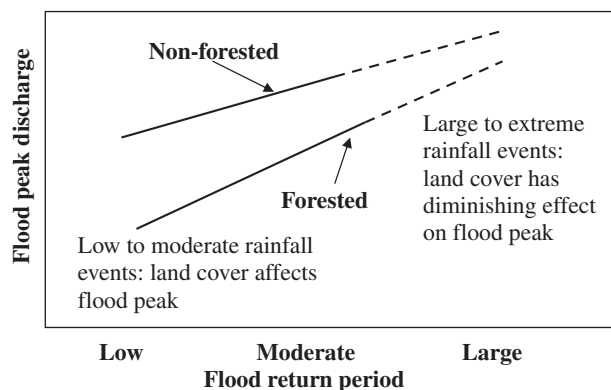 Flood peak discharge
Non-forested
Forested
Large to extreme
rainfall events:
land cover has
diminishing effect
on flood peak
Low to moderate rainfall
events: land cover affects
flood peak
Low Moderate Large
Flood return period